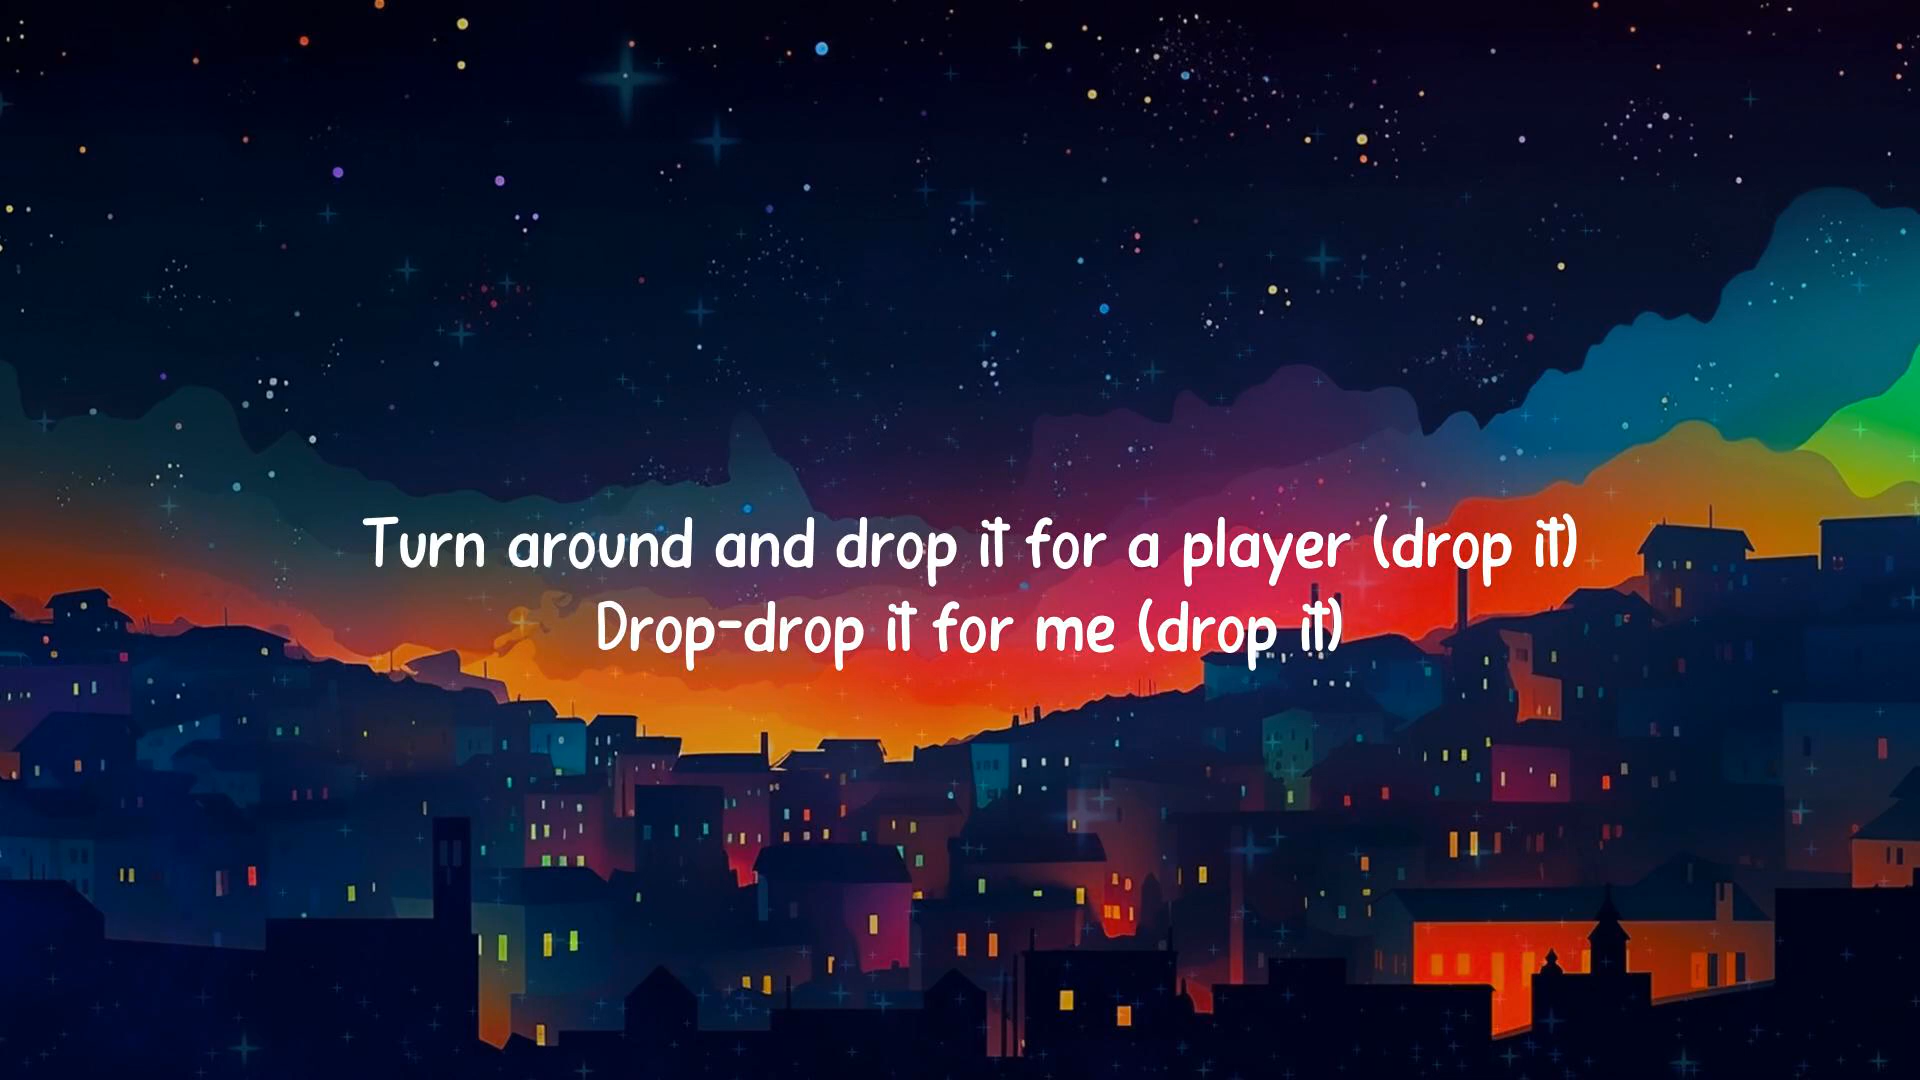 Turn around and drop it for a player (drop it)
Drop-drop it for me (drop it)